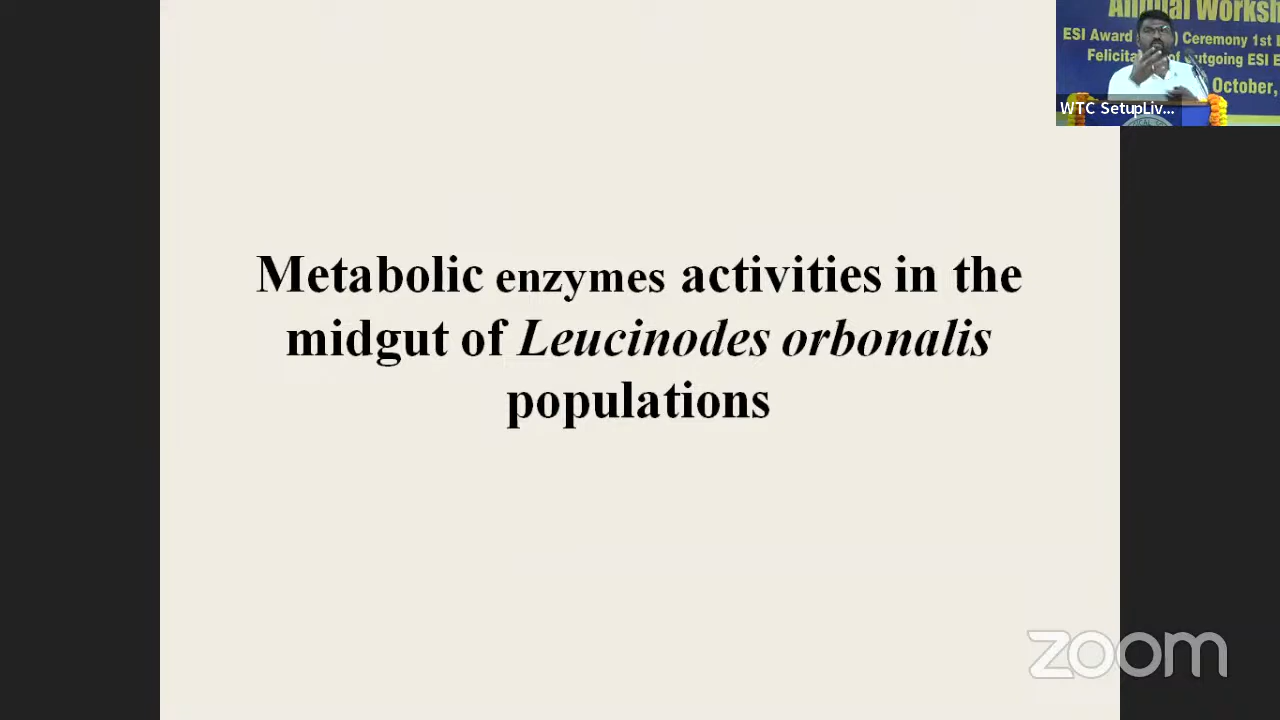 Annual Worksh
ESI Award
) Ceremony 1st
Felicita
of
utgoing ESI E
October,
WTC SetupLiv...
Metabolic enzymes activities in the
midgut of Leucinodes orbonalis
populations
zoom